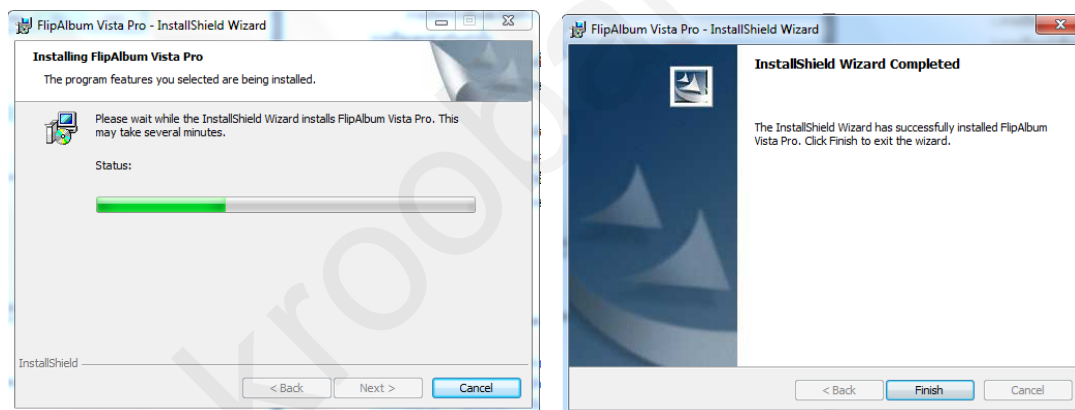 FlipAlbum Vista Pro - InstallShield Wizard
Installing FlipAlbum Vista Pro
The program features you selected are being installed.
Please wait while the InstallShield Wizard installs FlipAlbum Vista Pro. This
may take several minutes.
Status:
InstallShield
< Back Next > Cancel
FlipAlbum Vista Pro - InstallShield Wizard
InstallShield Wizard Completed
The InstallShield Wizard has successfully installed FlipAlbum
Vista Pro. Click Finish to exit the wizard.
< Back Finish Cancel